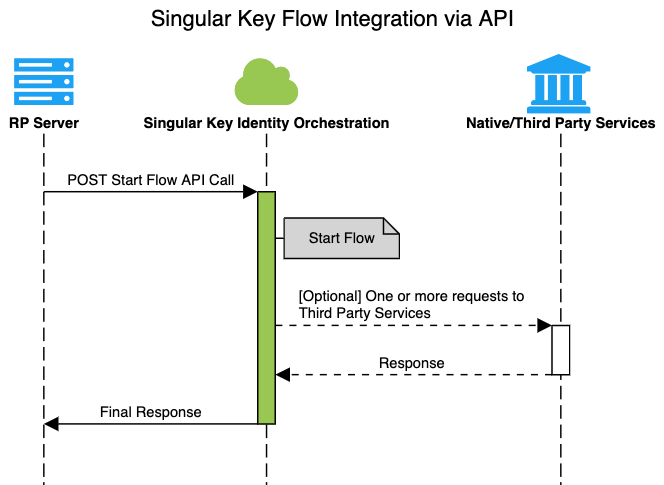 Singular Key Flow Integration via API
RP Server
Singular Key Identity Orchestration
Native/Third Party Services
POST Start Flow API Call
Start Flow
[Optional] One or more requests to
Third Party Services
Response
Final Response